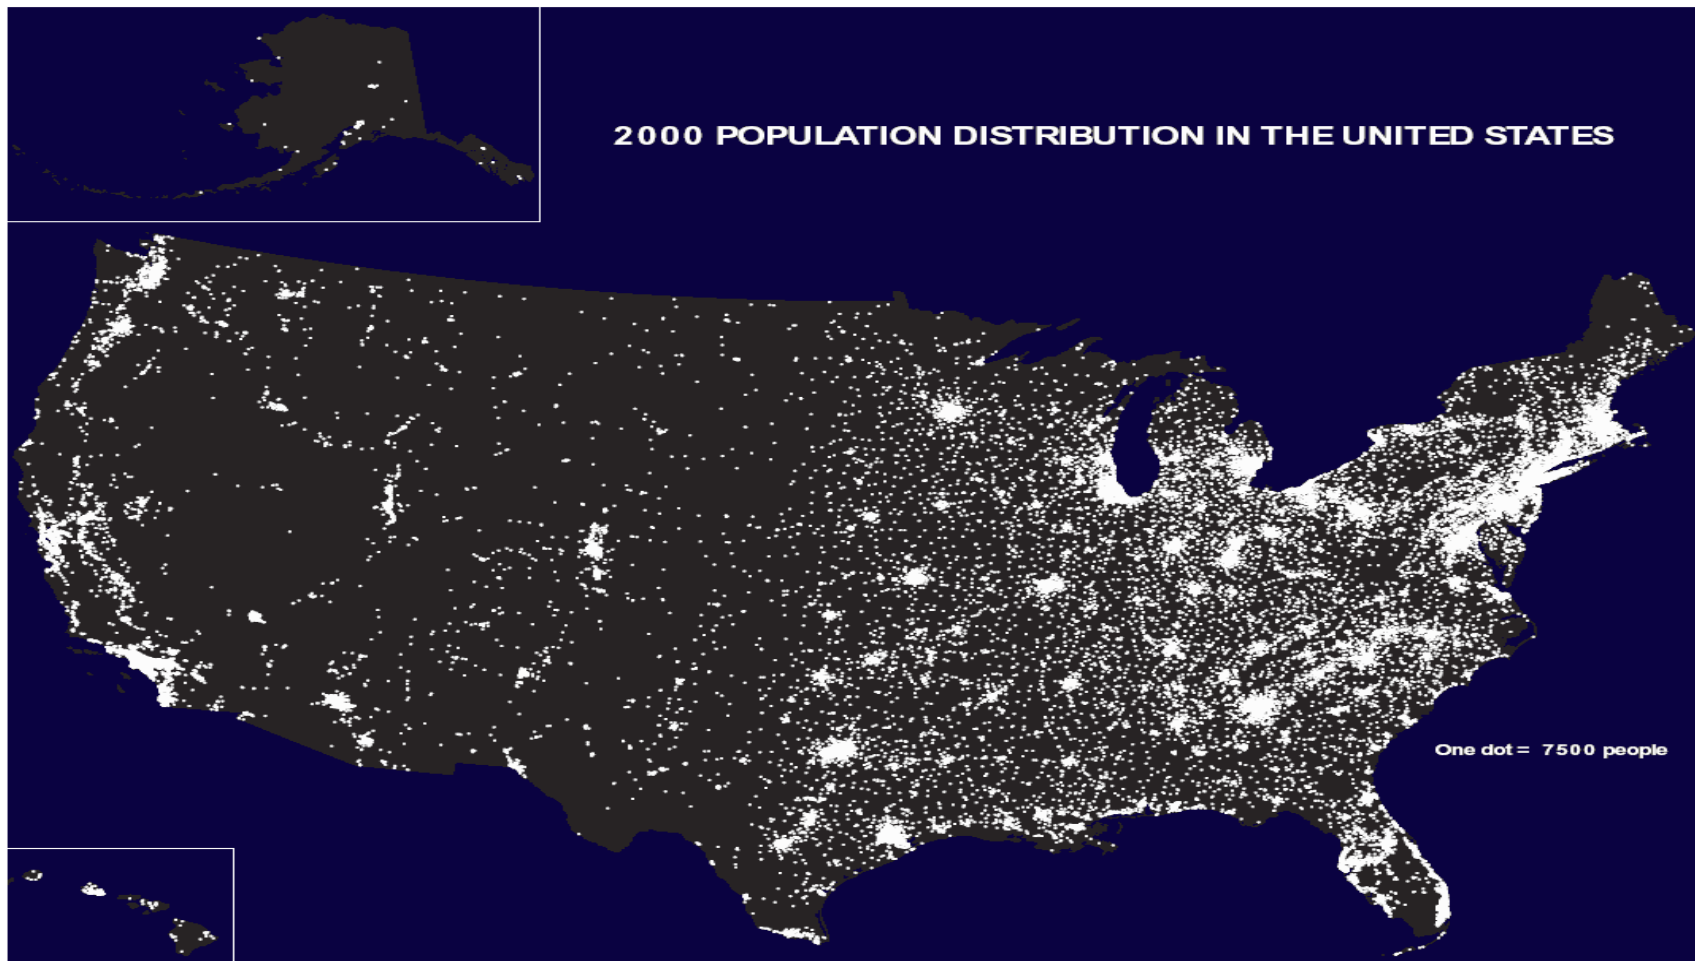 2000 POPULATION DISTRIBUTION IN THE UNITED STATES
One dot = 7500 people